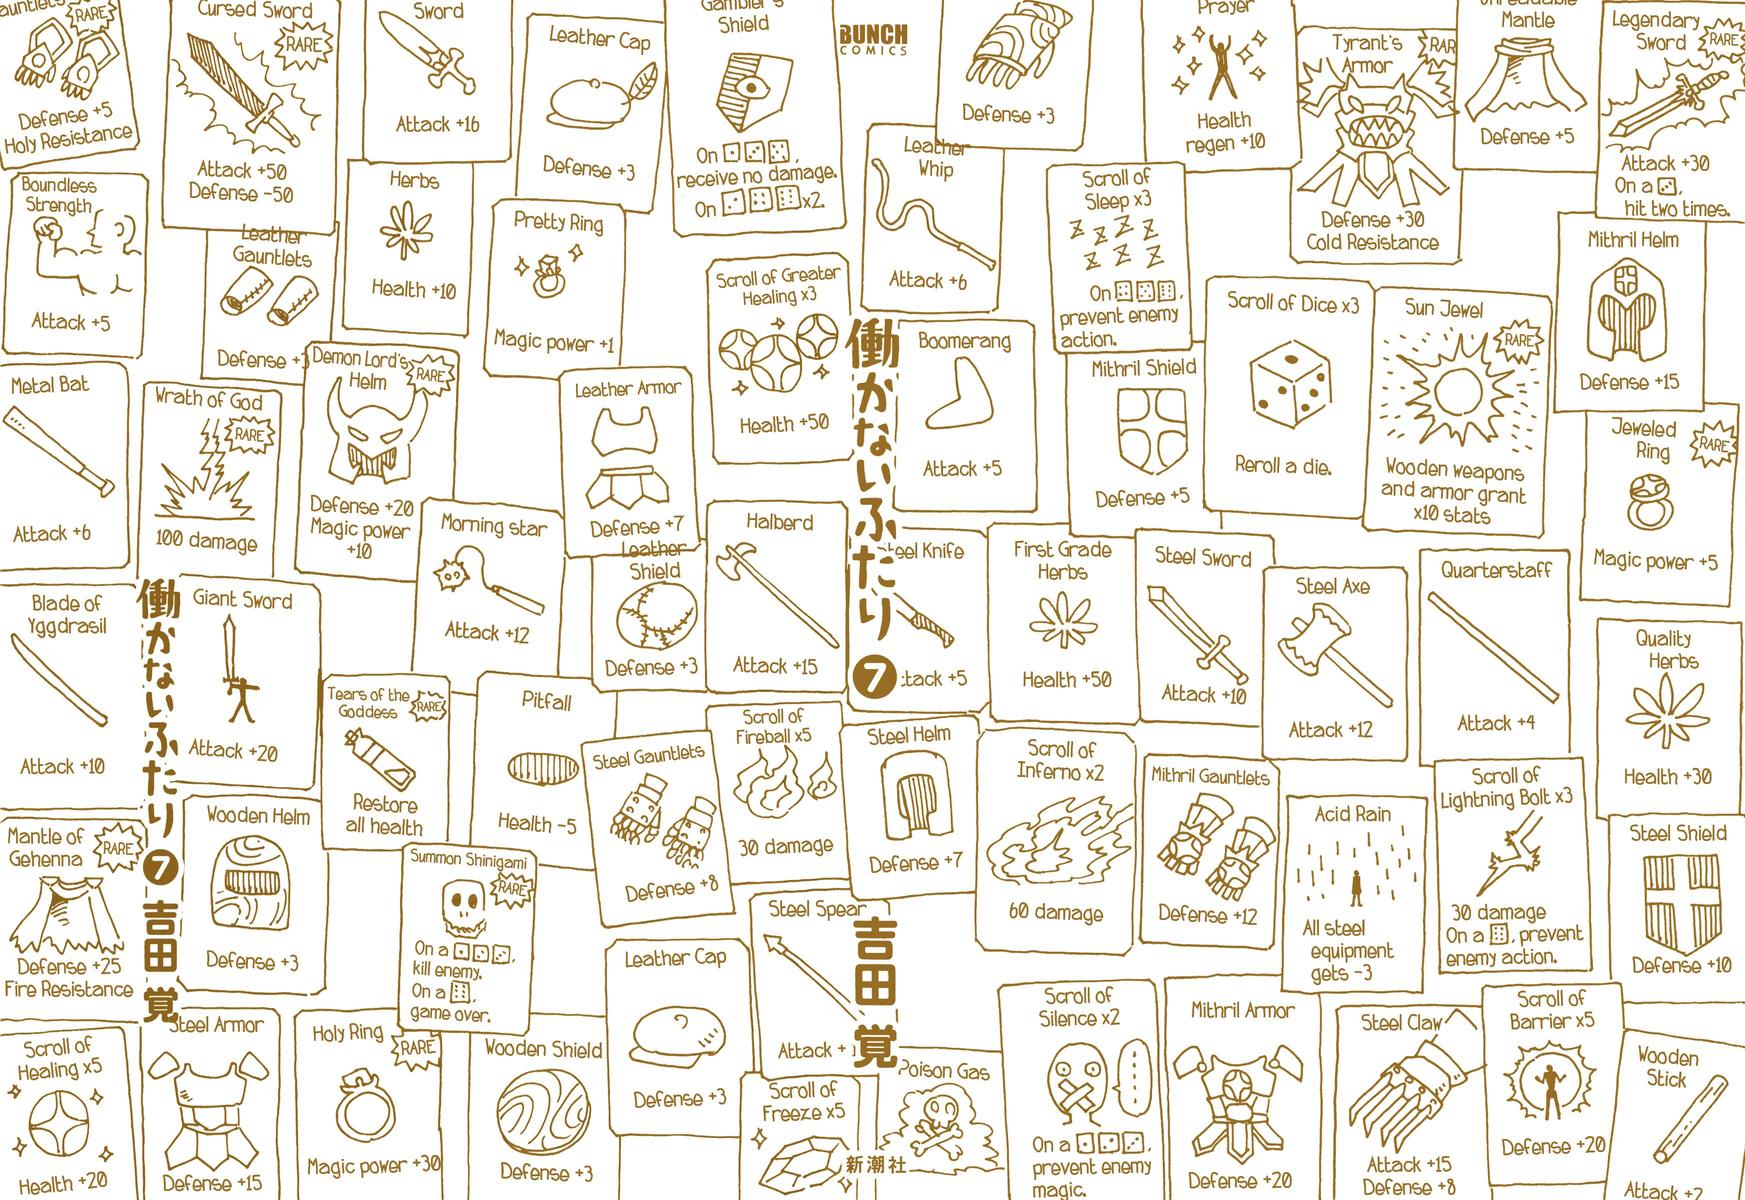 Defense +5
Holy Resistance
RARE
Cursed Sword
RARE
Attack +50
Defense -50
Sword
Attack +16
Leather Cap
Defense +3
Shield
On ⚀⚁⚂,
receive no damage.
x2.
BUNCH
COMICS
Defense +3
Prayer
Health
regen +10
Tyrant's
Armor
Defense +30
Cold Resistance
Mantle
Defense +5
Legendary
Sword
RARE
Attack +30
On a
hit two times.
Boundless
Strength
Attack +5
Leather
Gauntlets
Defense +3
Herbs
Health +10
Pretty Ring
Magic power +1
Scroll of Greater
Healing x3
Health +50
Leather
Whip
Attack +6
Scroll of
Sleep x3
Z Z Z Z
Z Z Z
On
prevent enemy
action.
Scroll of Dice x3
Reroll a die.
Sun Jewel
RARE
Wooden weapons
and armor grant
x10 stats
Mithril Helm
Defense +15
Metal Bat
Attack +6
Wrath of God
RARE
100 damage
Demon Lord's
Helm
RARE
Defense +20
Magic power
+10
Leather Armor
Defense +7
Boomerang
Attack +5
Mithril Shield
Defense +5
Jeweled
Ring
RARE
Magic power +5
Morning star
Attack +12
Leather
Shield
Defense +3
Halberd
Attack +15
働かないふたり
7
吉田 覚
Steel Knife
Attack +5
First Grade
Herbs
Health +50
Steel Sword
Attack +10
Steel Axe
Attack +12
Quarterstaff
Attack +4
Quality
Herbs
Health +30
Blade of
Yggdrasil
Attack +10
働かないふたり
7
吉田 覚
Giant Sword
Attack +20
Tears of the
Goddess
RARE
Restore
all health
Pitfall
Health -5
Steel Gauntlets
Defense +8
Scroll of
Fireball x5
30 damage
Steel Helm
Defense +7
Scroll of
Inferno x2
60 damage
Mithril Gauntlets
Defense +12
Acid Rain
All steel
equipment
gets -3
Scroll of
Lightning Bolt x3
30 damage
On a ⚅, prevent
enemy action.
Steel Shield
Defense +10
Mantle of
Gehenna
RARE
Defense +25
Fire Resistance
Wooden Helm
Defense +3
Summon Shinigami
RARE
On a
kill enemy.
On a
game over.
Leather Cap
Defense +3
Steel Spear
Attack +
Scroll of
Healing x5
Health +20
Steel Armor
Defense +15
Holy Ring
RARE
Magic power +30
Wooden Shield
Defense +3
Scroll of
Freeze x5
新潮社
Poison Gas
Scroll of
Silence x2
On a
prevent enemy
magic.
Mithril Armor
Defense +20
Steel Claw
Attack +15
Defense +8
Scroll of
Barrier x5
Defense +20
Wooden
Stick
Attack +2